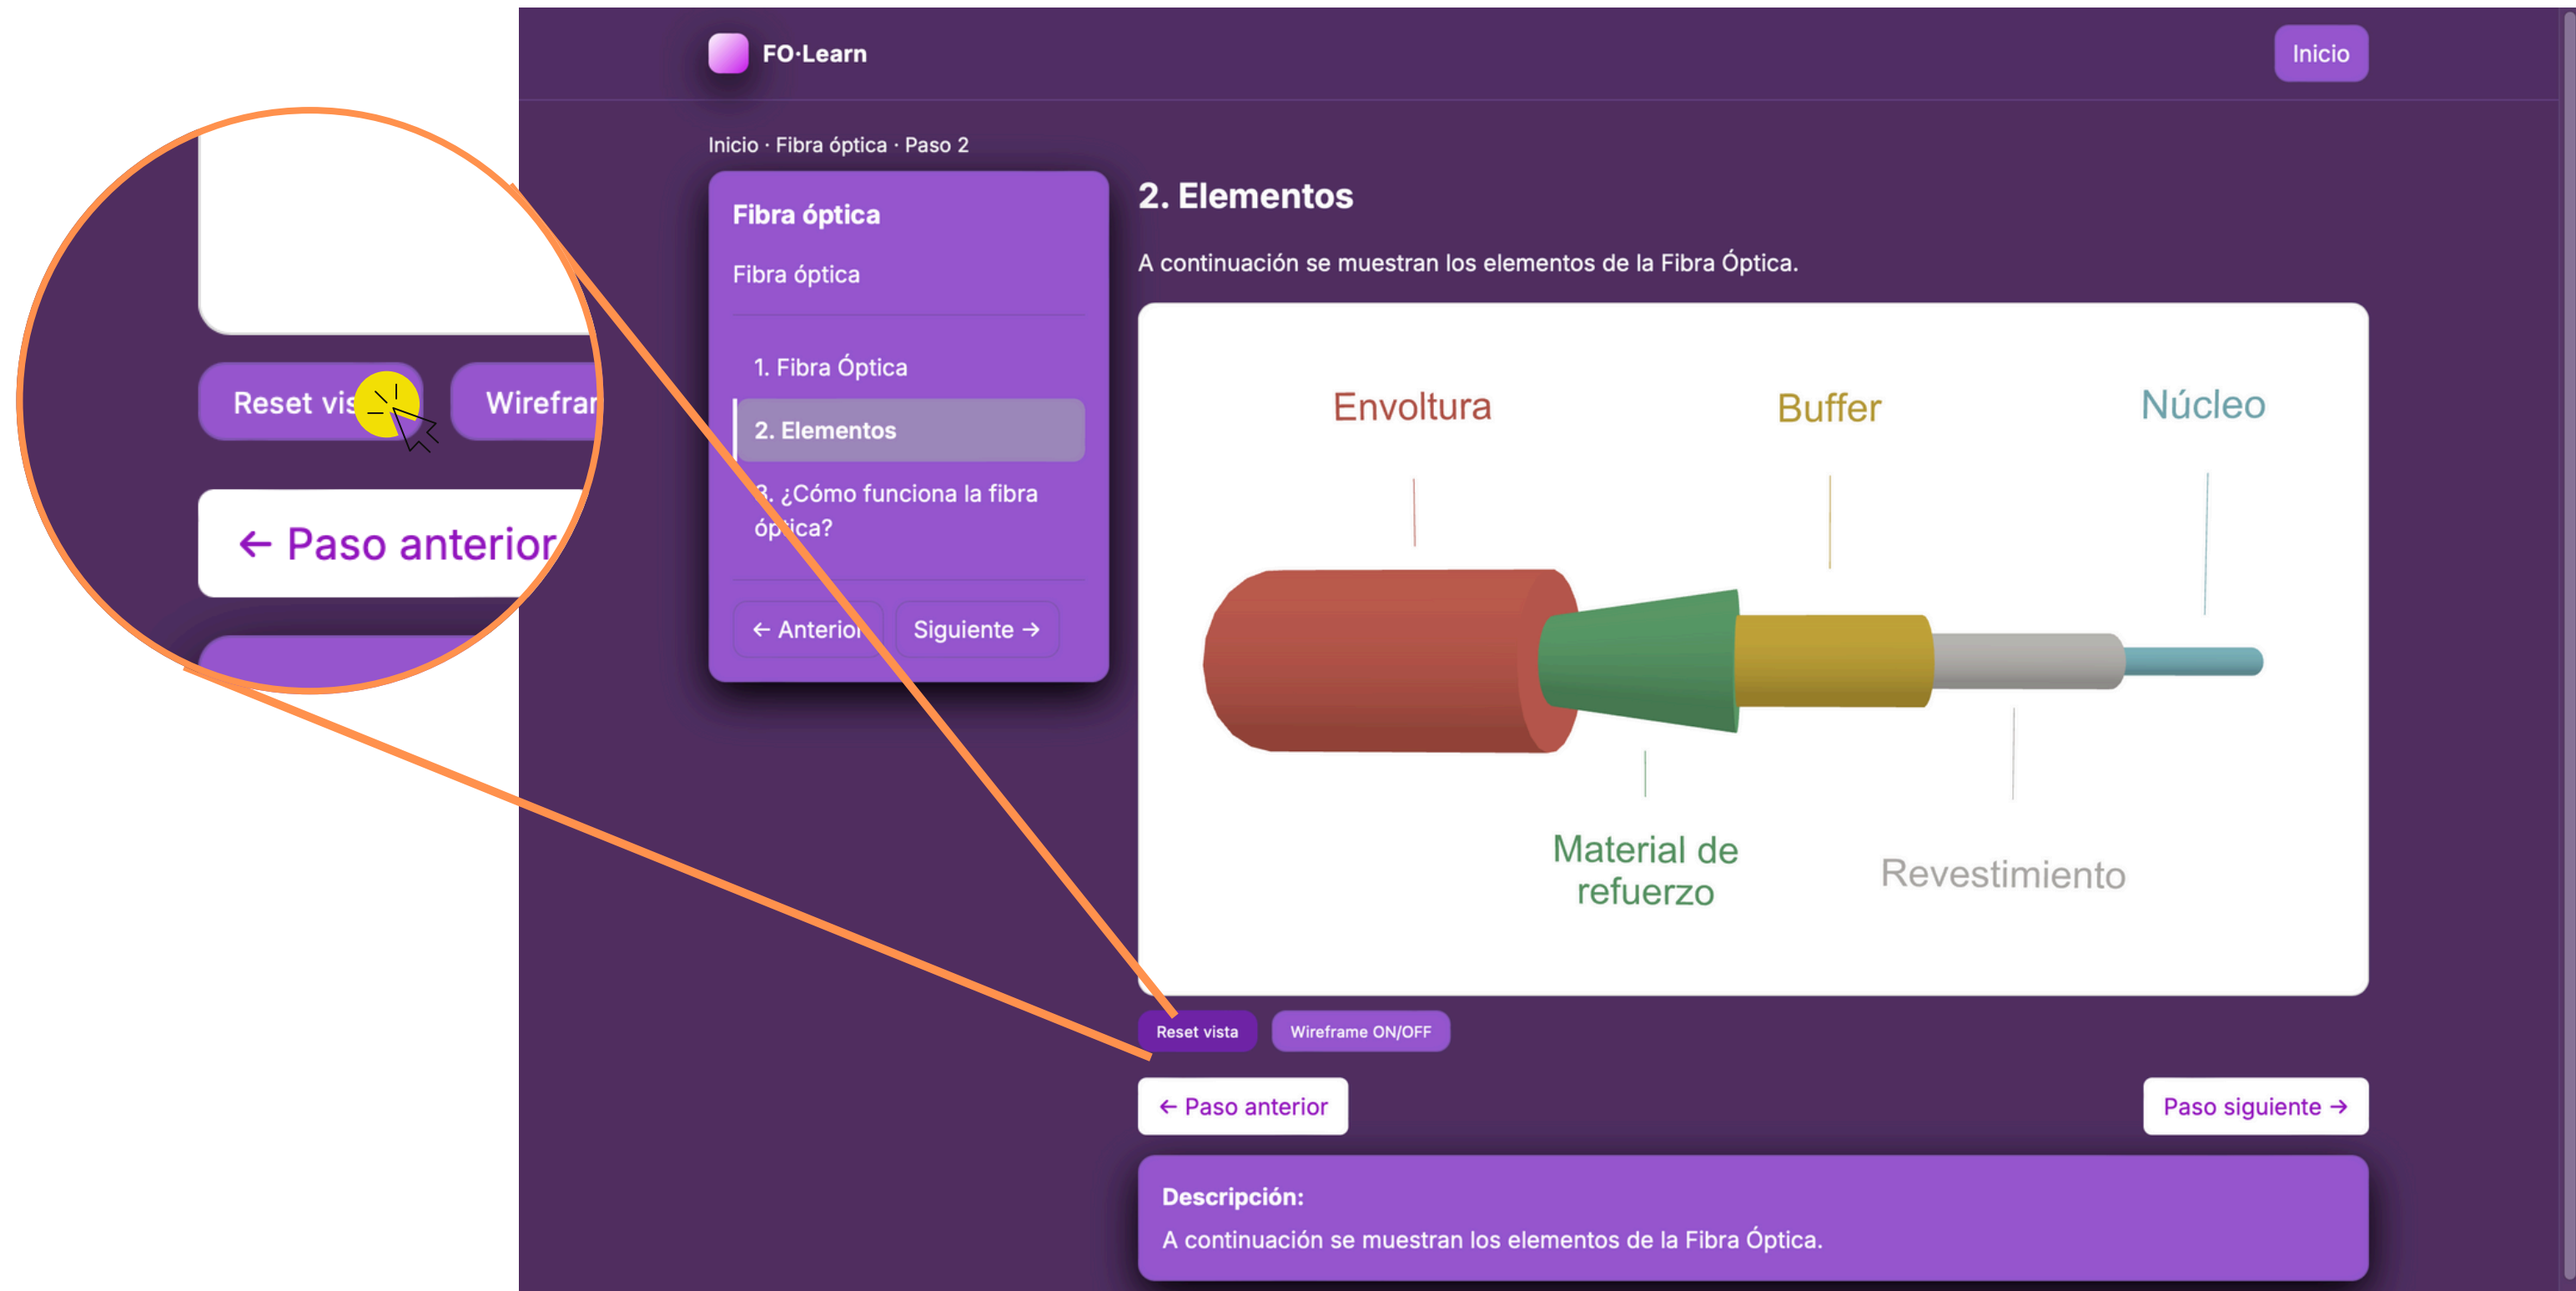 FO·Learn
Inicio
Inicio · Fibra óptica · Paso 2
Fibra óptica
Fibra óptica
1. Fibra Óptica
2. Elementos
3. ¿Cómo funciona la fibra
óptica?
← Anterior
Siguiente →
2. Elementos
A continuación se muestran los elementos de la Fibra Óptica.
Envoltura
Buffer
Núcleo
Material de
refuerzo
Revestimiento
Reset vista
Wireframe ON/OFF
← Paso anterior
Paso siguiente →
Descripción:
A continuación se muestran los elementos de la Fibra Óptica.
Reset vis
Wirefram
← Paso anterior